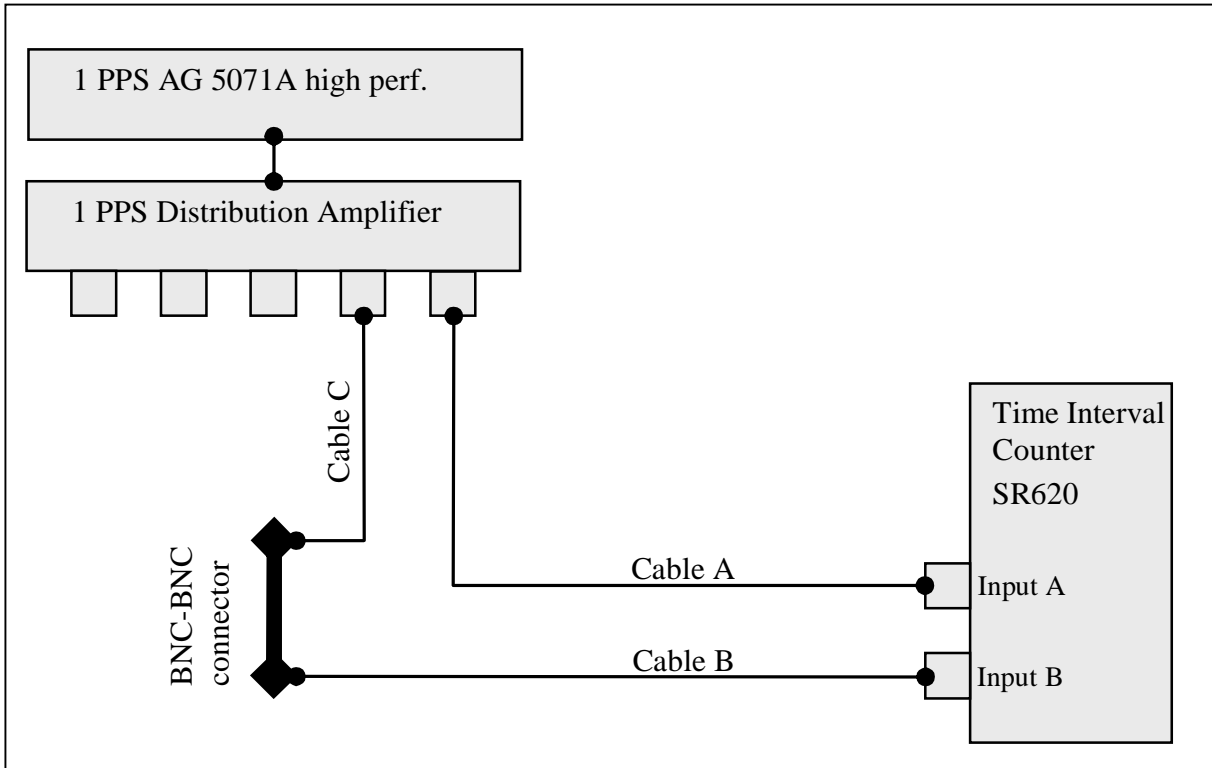 1 PPS AG 5071A high perf.
1 PPS Distribution Amplifier
Cable C
BNC-BNC
connector
Cable A
Cable B
Time Interval
Counter
SR620
Input A
Input B